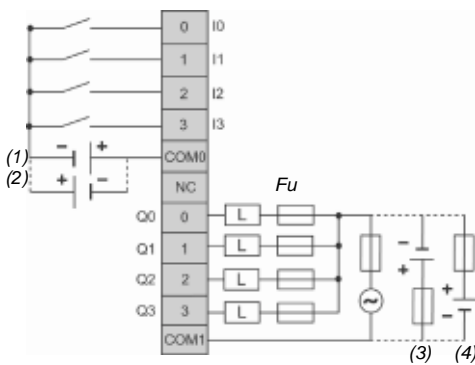 0 I0
1 I1
2 I2
3 I3
(1) - + COM0
(2) + -
NC
Fu
Q0 0 L
Q1 1 L
Q2 2 L
Q3 3 L
- +
+ -
COM1
(3) (4)